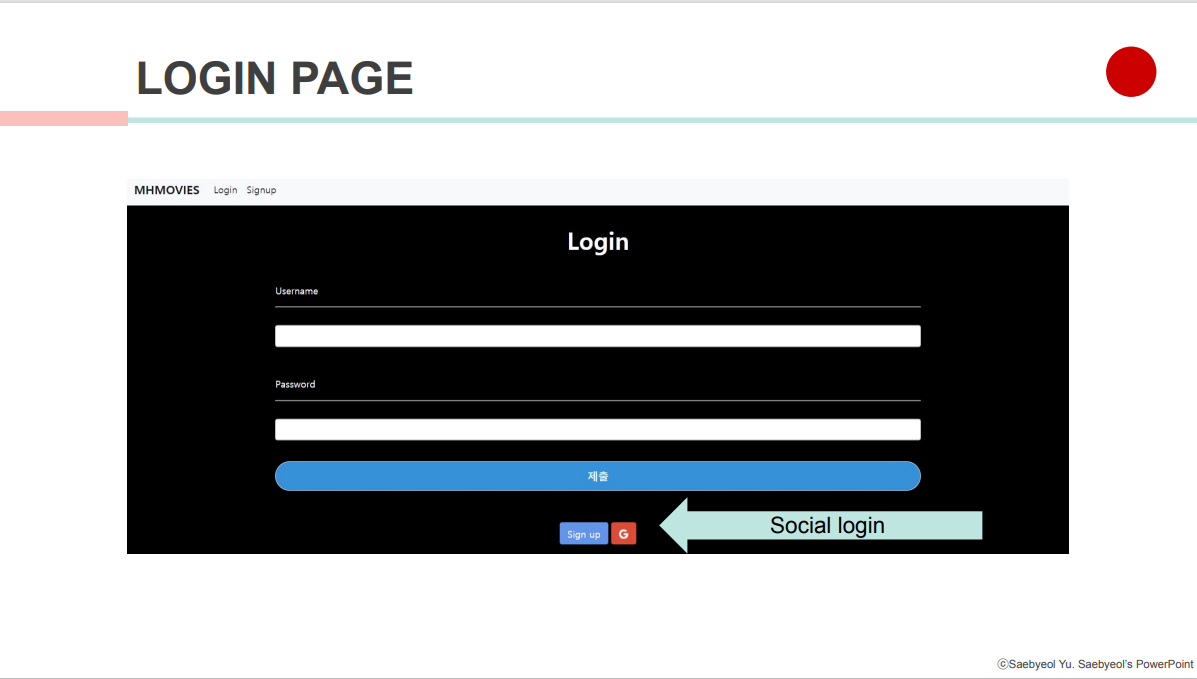 LOGIN PAGE
MHMOVIES Login Signup
Login
Username
Password
제출
Sign up G
Social login
ⓒSaebyeol Yu. Saebyeol's PowerPoint